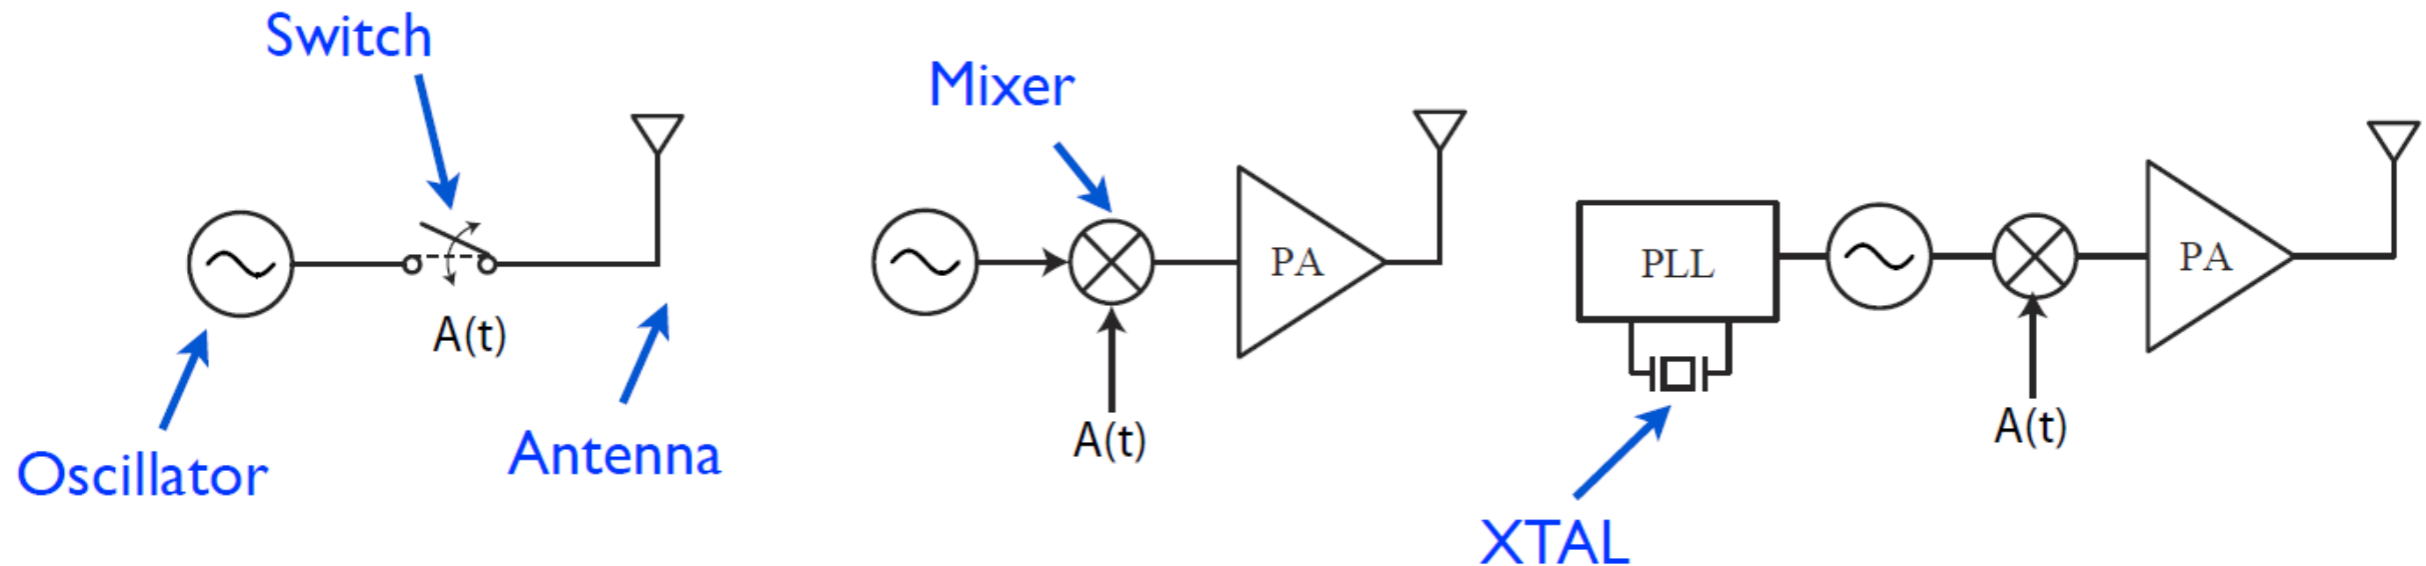 Switch
A(t)
Oscillator
Antenna
Mixer
PA
A(t)
PLL
PA
A(t)
XTAL